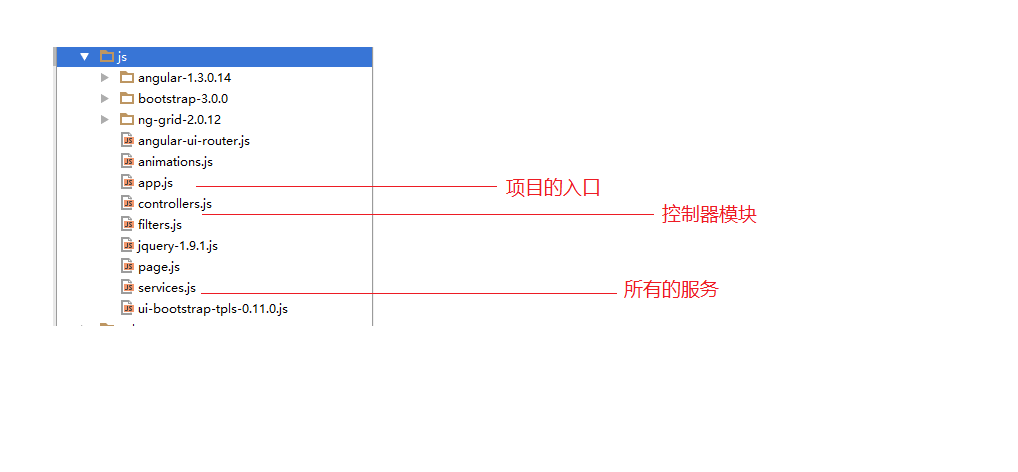 js
angular-1.3.0.14
bootstrap-3.0.0
ng-grid-2.0.12
angular-ui-router.js
animations.js
app.js
项目的入口
controllers.js
控制器模块
filters.js
jquery-1.9.1.js
page.js
services.js
所有的服务
ui-bootstrap-tpls-0.11.0.js